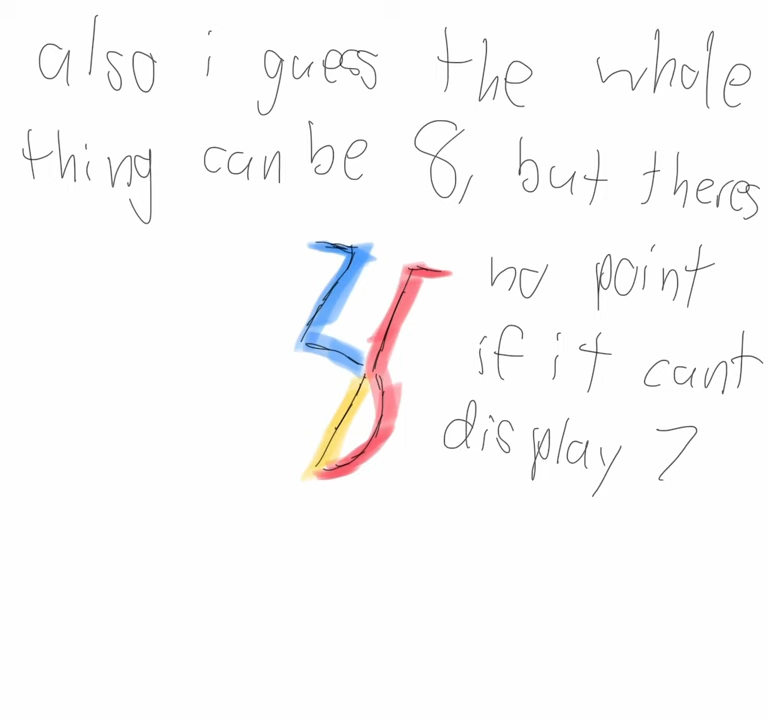 also i guess the whole
thing can be 8, but theres
no point
if it cant
display 7